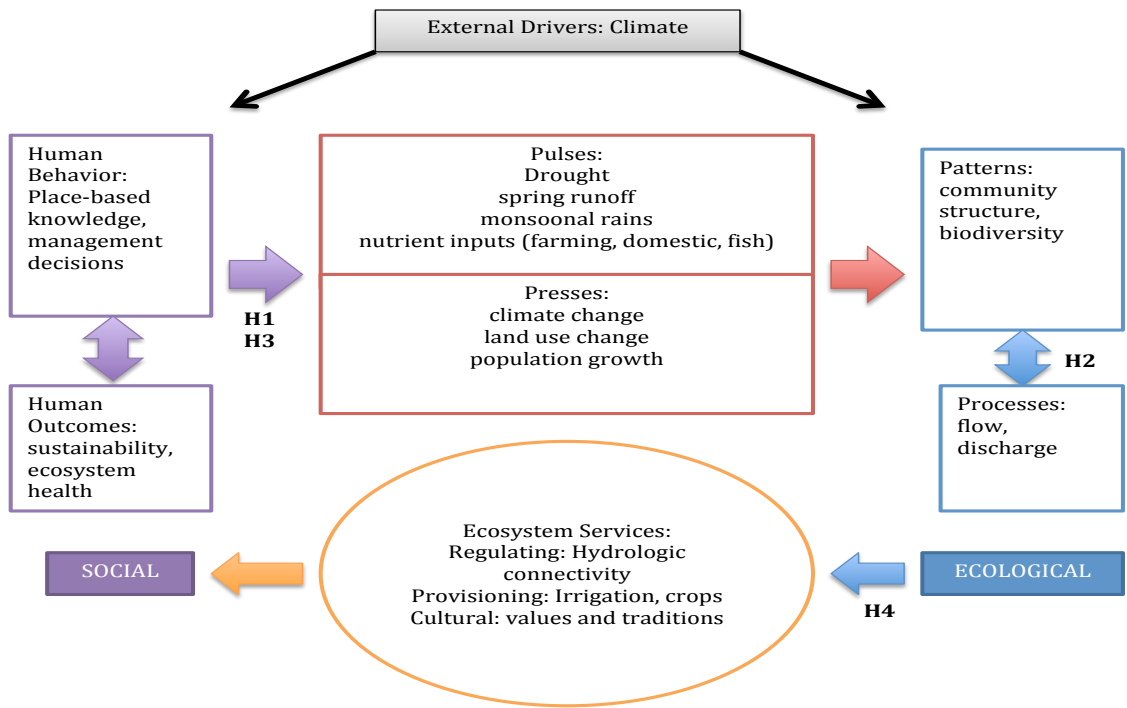 External Drivers: Climate
Human
Behavior:
Place-based
knowledge,
management
decisions
H1
H3
Pulses:
Drought
spring runoff
monsoonal rains
nutrient inputs (farming, domestic, fish)
Presses:
climate change
land use change
population growth
Patterns:
community
structure,
biodiversity
H2
Human
Outcomes:
sustainability,
ecosystem
health
Processes:
flow,
discharge
SOCIAL
Ecosystem Services:
Regulating: Hydrologic
connectivity
Provisioning: Irrigation, crops
Cultural: values and traditions
H4
ECOLOGICAL